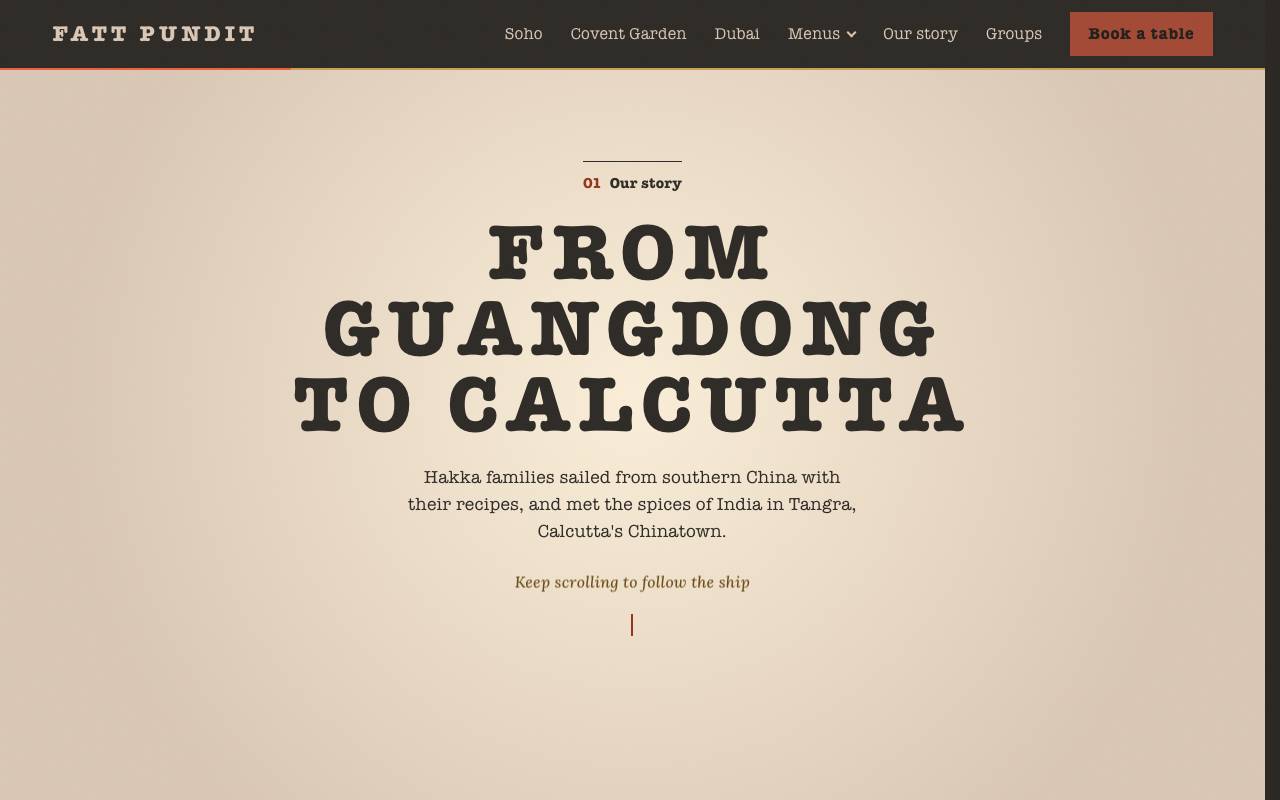 FATT PUNDIT
Soho Covent Garden Dubai Menus Our story Groups Book a table
01 Our story
FROM
GUANGDONG
TO CALCUTTA
Hakka families sailed from southern China with
their recipes, and met the spices of India in Tangra,
Calcutta's Chinatown.
Keep scrolling to follow the ship